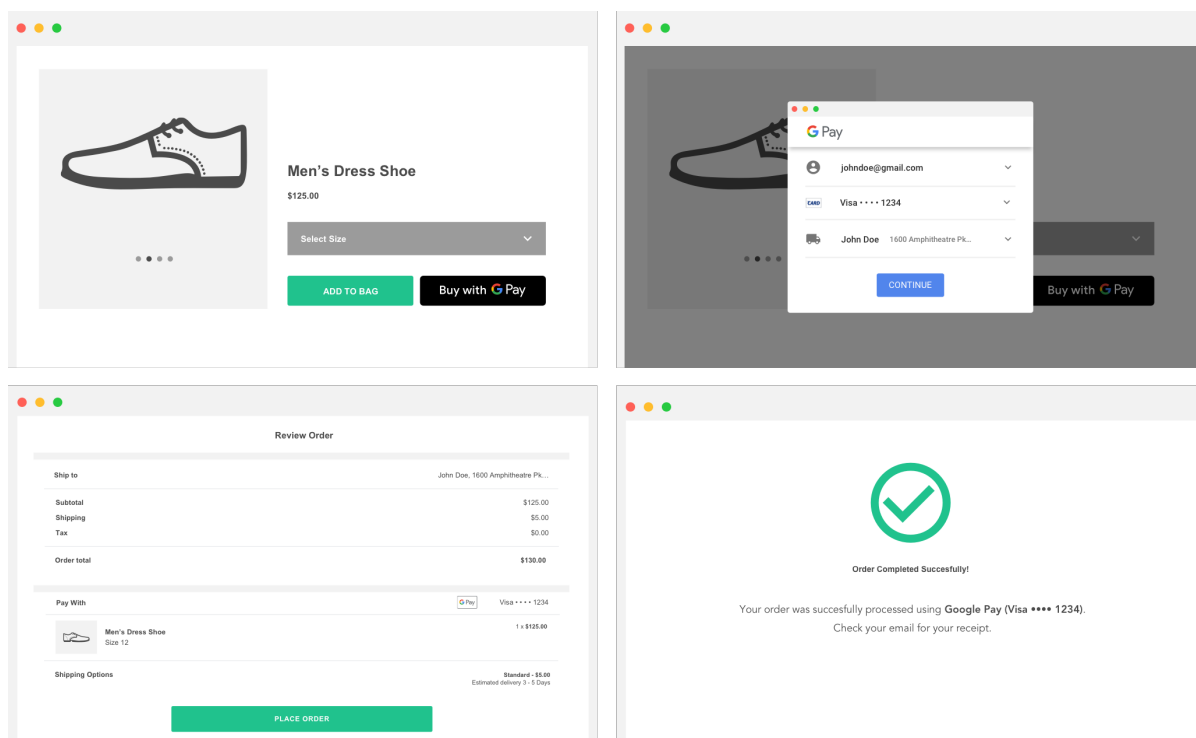 Men's Dress Shoe
$125.00
Select Size
ADD TO BAG
Buy with G Pay
G Pay
johndoe@gmail.com
CARD Visa •••• 1234
John Doe 1600 Amphitheatre Pk...
CONTINUE
Buy with G Pay
Review Order
Ship to John Doe, 1600 Amphitheatre Pk...
Subtotal $125.00
Shipping $5.00
Tax $0.00
Order total $130.00
Pay With G Pay Visa •••• 1234
Men's Dress Shoe 1 x $125.00
Size 12
Shipping Options Standard - $5.00
Estimated delivery 3 - 5 Days
PLACE ORDER
Order Completed Succesfully!
Your order was succesfully processed using Google Pay (Visa •••• 1234).
Check your email for your receipt.